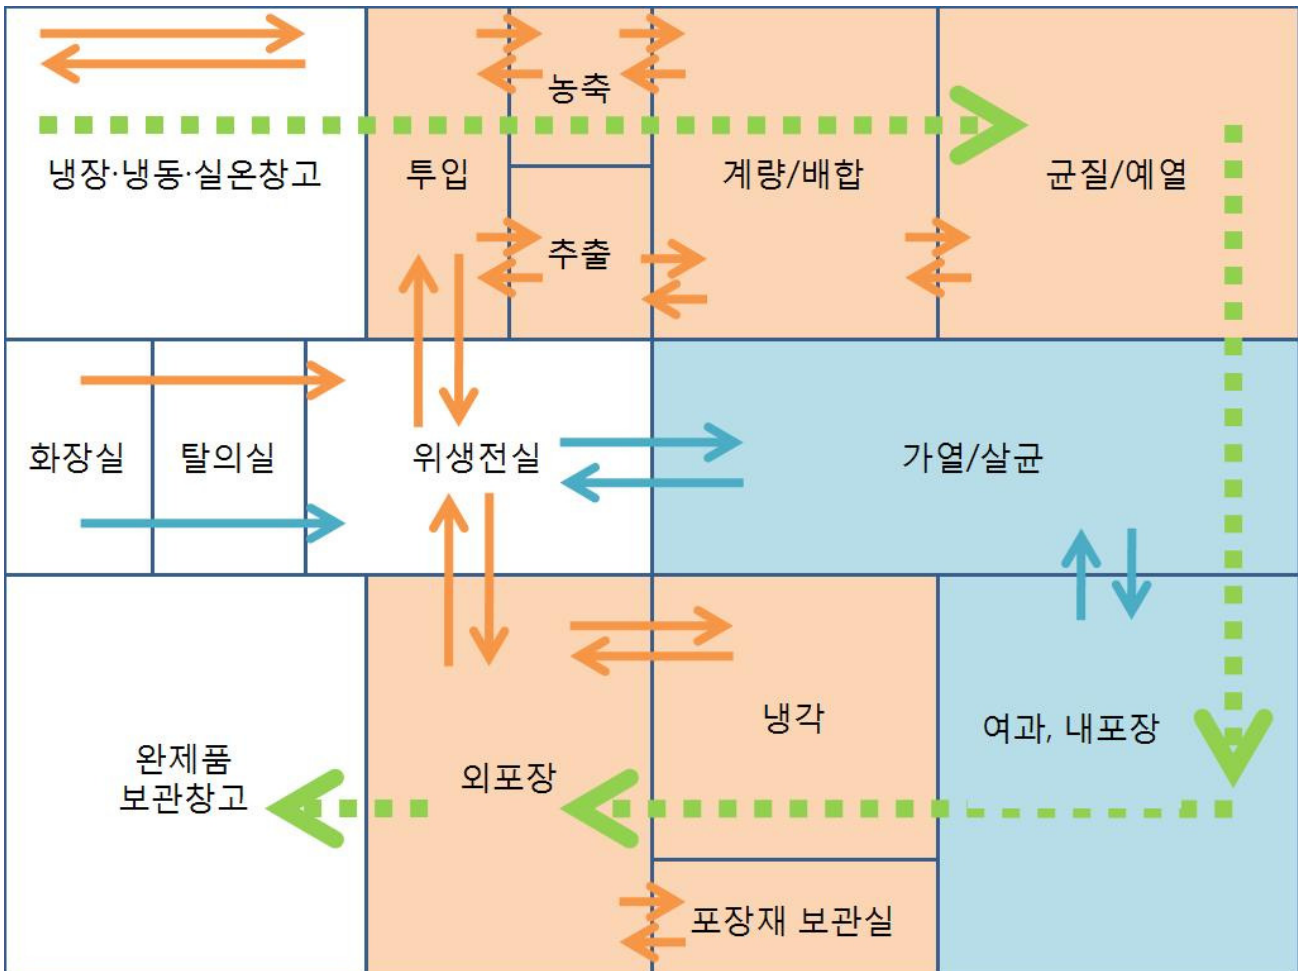 농축
냉장·냉동·실온창고
투입
계량/배합
균질/예열
추출
화장실
탈의실
위생전실
가열/살균
완제품
보관창고
외포장
냉각
여과, 내포장
포장재 보관실